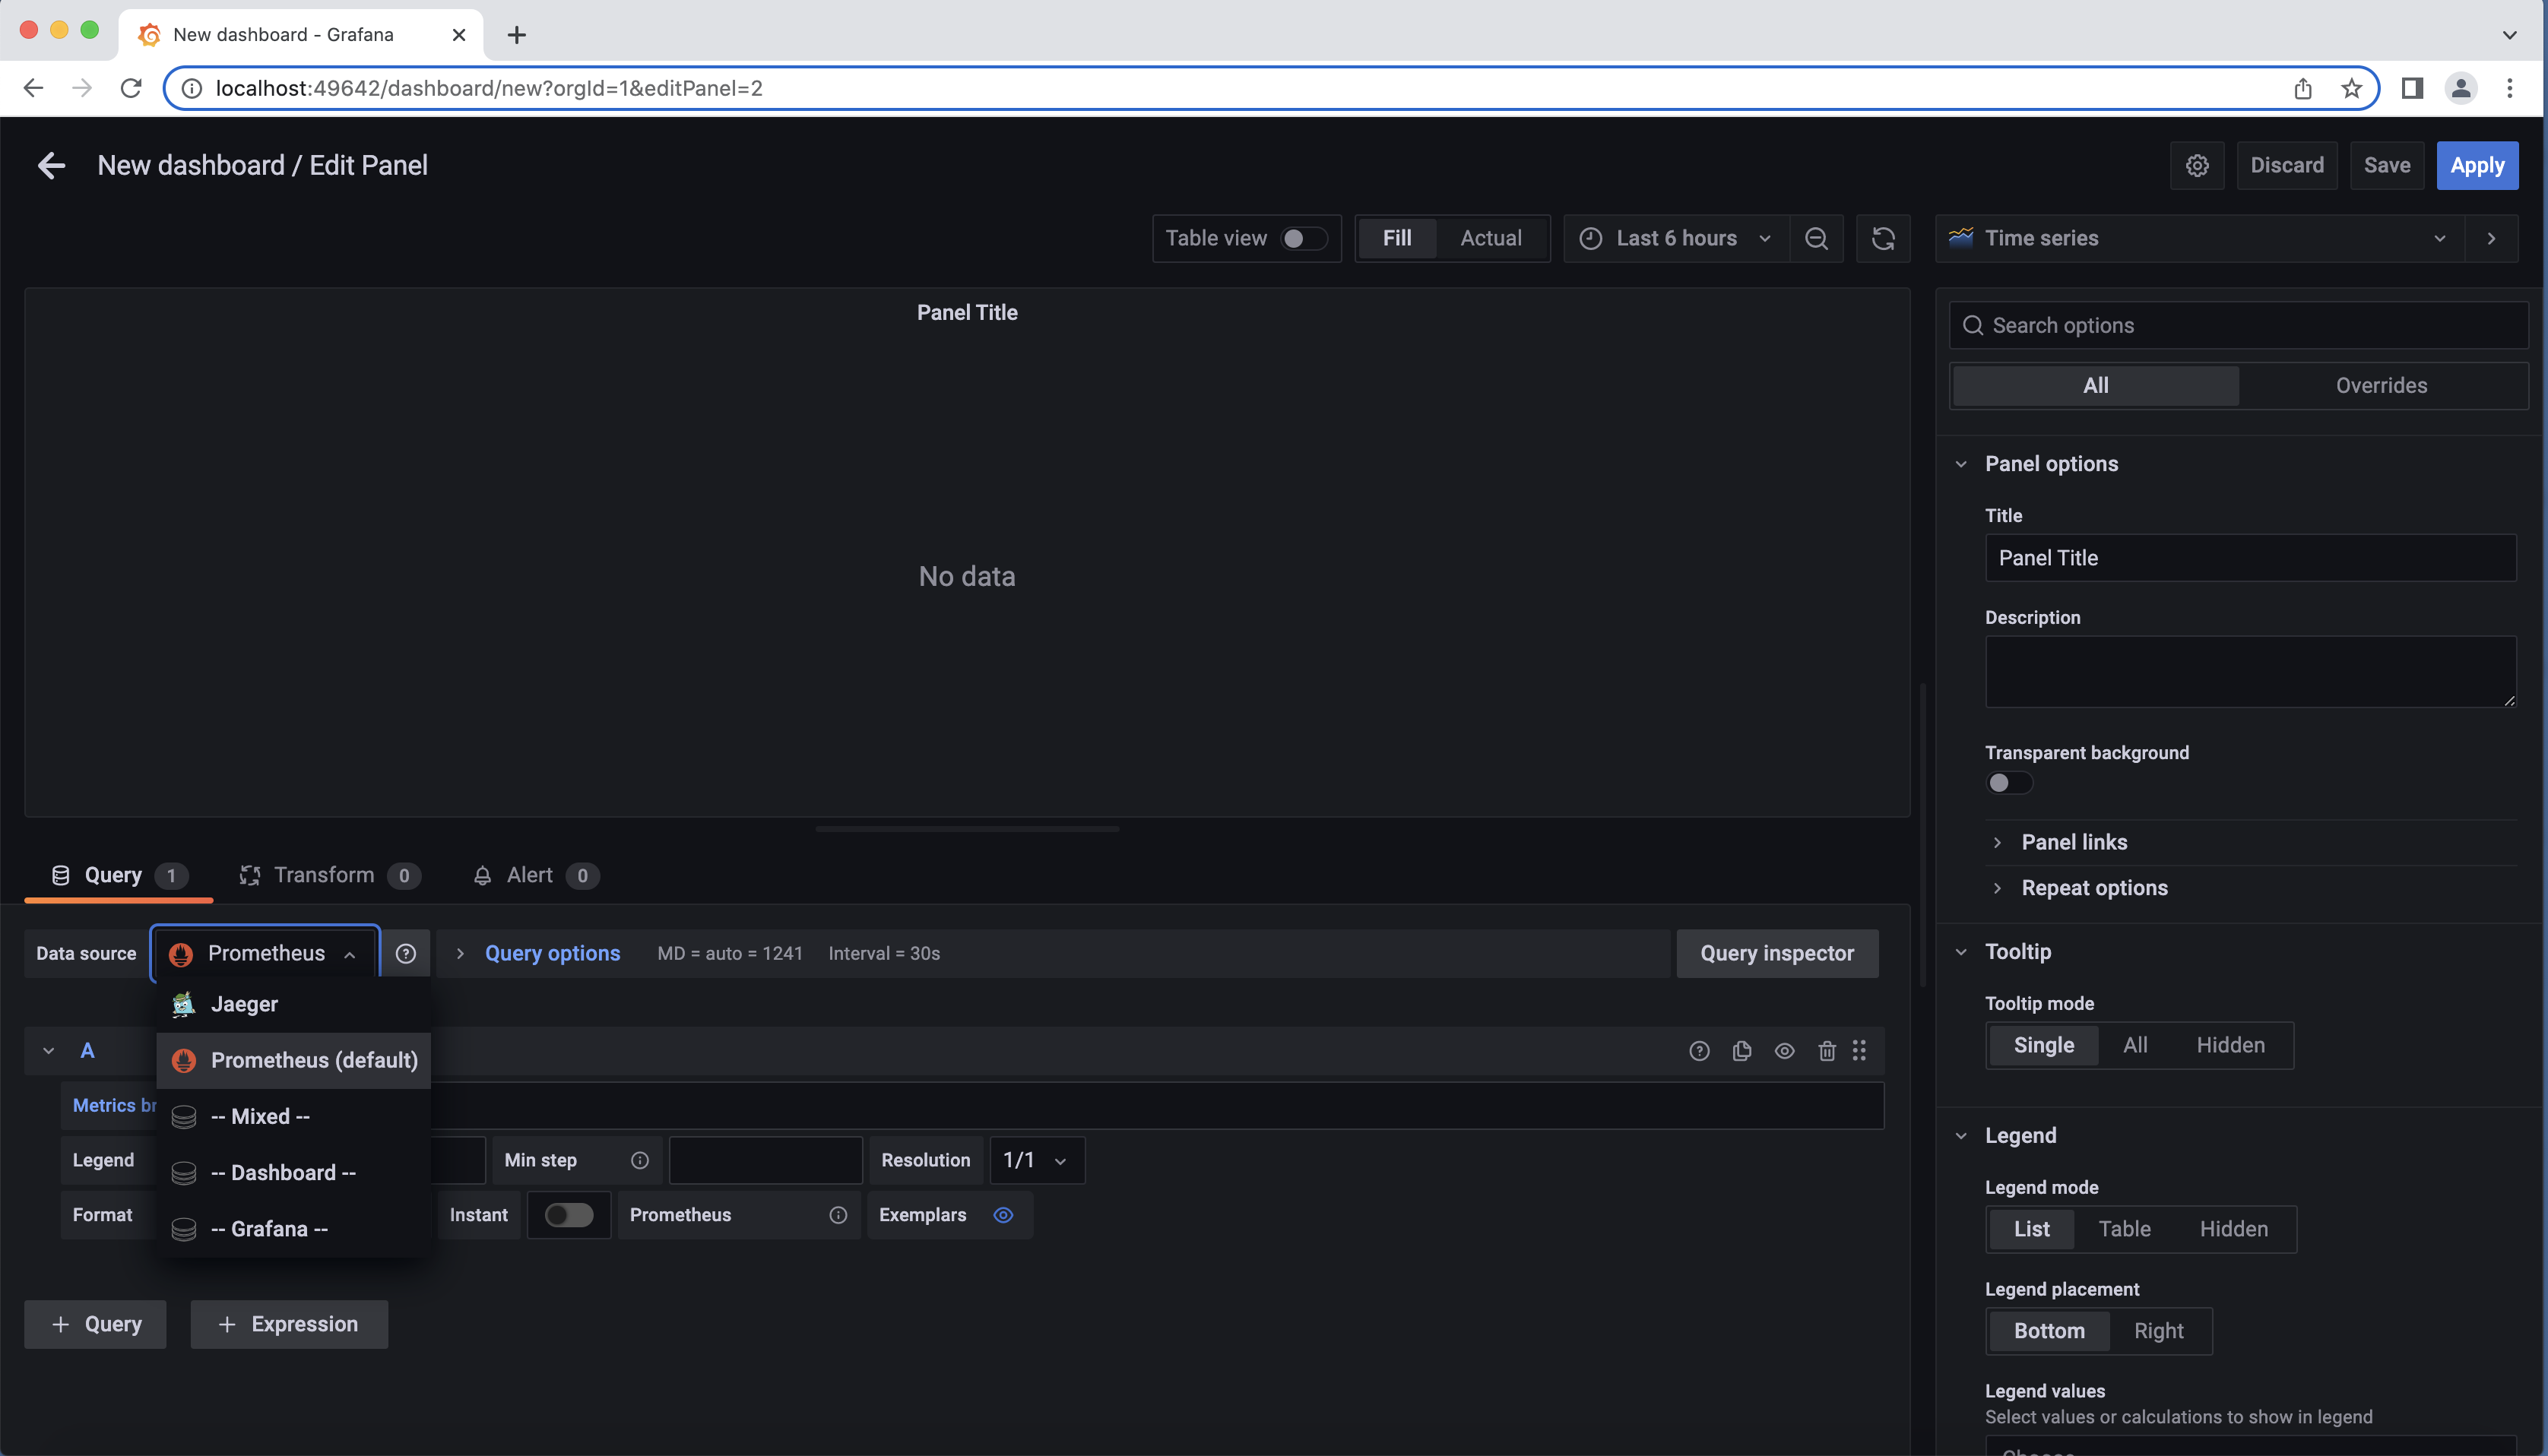 New dashboard - Grafana
localhost:49642/dashboard/new?orgId=1&editPanel=2
New dashboard / Edit Panel
Discard
Save
Apply
Table view
Fill
Actual
Last 6 hours
Time series
Panel Title
No data
Search options
All
Overrides
Panel options
Title
Panel Title
Description
Transparent background
Panel links
Repeat options
Tooltip
Tooltip mode
Single
All
Hidden
Legend
Legend mode
List
Table
Hidden
Legend placement
Bottom
Right
Legend values
Select values or calculations to show in legend
Query 1
Transform 0
Alert 0
Data source
Prometheus
Query options
MD = auto = 1241
Interval = 30s
Query inspector
Jaeger
Prometheus (default)
-- Mixed --
-- Dashboard --
-- Grafana --
A
Metrics br
Legend
Min step
Resolution
1/1
Format
Instant
Prometheus
Exemplars
+ Query
+ Expression